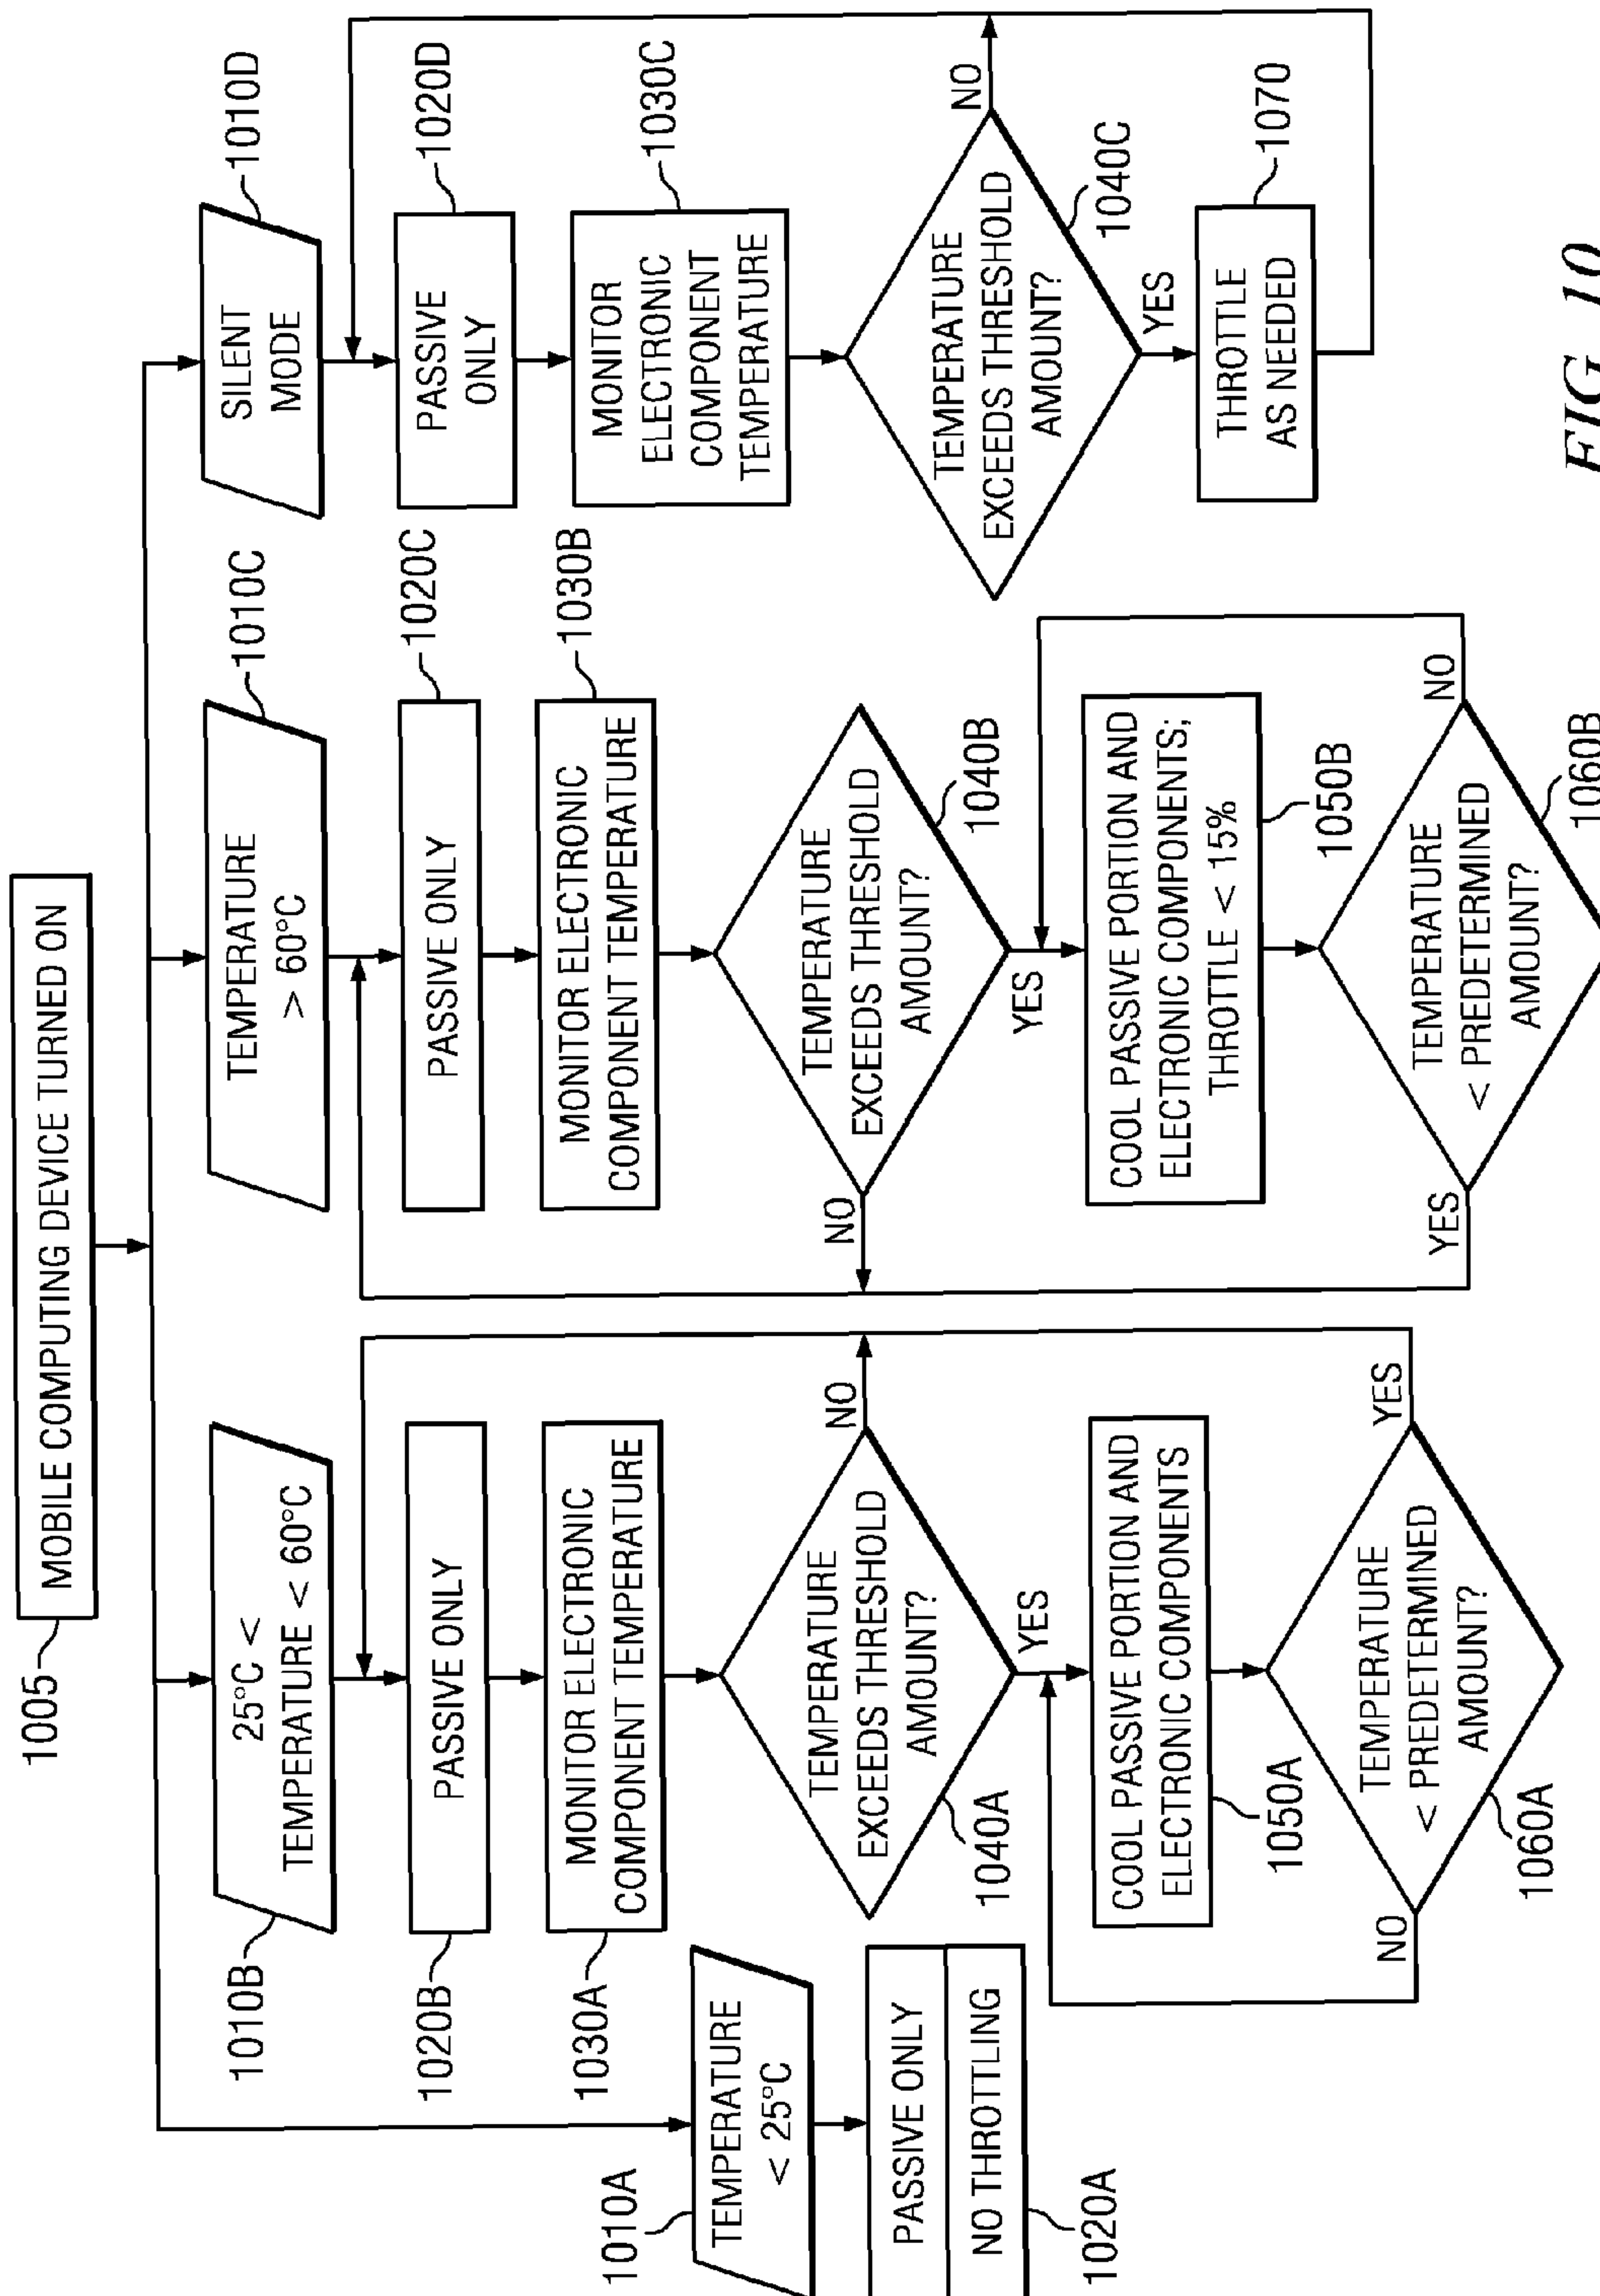 MOBILE COMPUTING DEVICE TURNED ON
1005
TEMPERATURE
< 25°C
1010A
PASSIVE ONLY
NO THROTTLING
1020A
25°C <
TEMPERATURE < 60°C
1010B
PASSIVE ONLY
1020B
MONITOR ELECTRONIC
COMPONENT TEMPERATURE
1030A
TEMPERATURE
EXCEEDS THRESHOLD
AMOUNT?
1040A
NO
YES
COOL PASSIVE PORTION AND
ELECTRONIC COMPONENTS
1050A
TEMPERATURE
< PREDETERMINED
AMOUNT?
1060A
NO
YES
TEMPERATURE
> 60°C
1010C
PASSIVE ONLY
1020C
MONITOR ELECTRONIC
COMPONENT TEMPERATURE
1030B
TEMPERATURE
EXCEEDS THRESHOLD
AMOUNT?
1040B
NO
YES
COOL PASSIVE PORTION AND
ELECTRONIC COMPONENTS;
THROTTLE < 15%
1050B
TEMPERATURE
< PREDETERMINED
AMOUNT?
1060B
YES
NO
SILENT
MODE
1010D
PASSIVE
ONLY
1020D
MONITOR
ELECTRONIC
COMPONENT
TEMPERATURE
1030C
TEMPERATURE
EXCEEDS THRESHOLD
AMOUNT?
1040C
NO
YES
THROTTLE
AS NEEDED
1070
FIG. 10